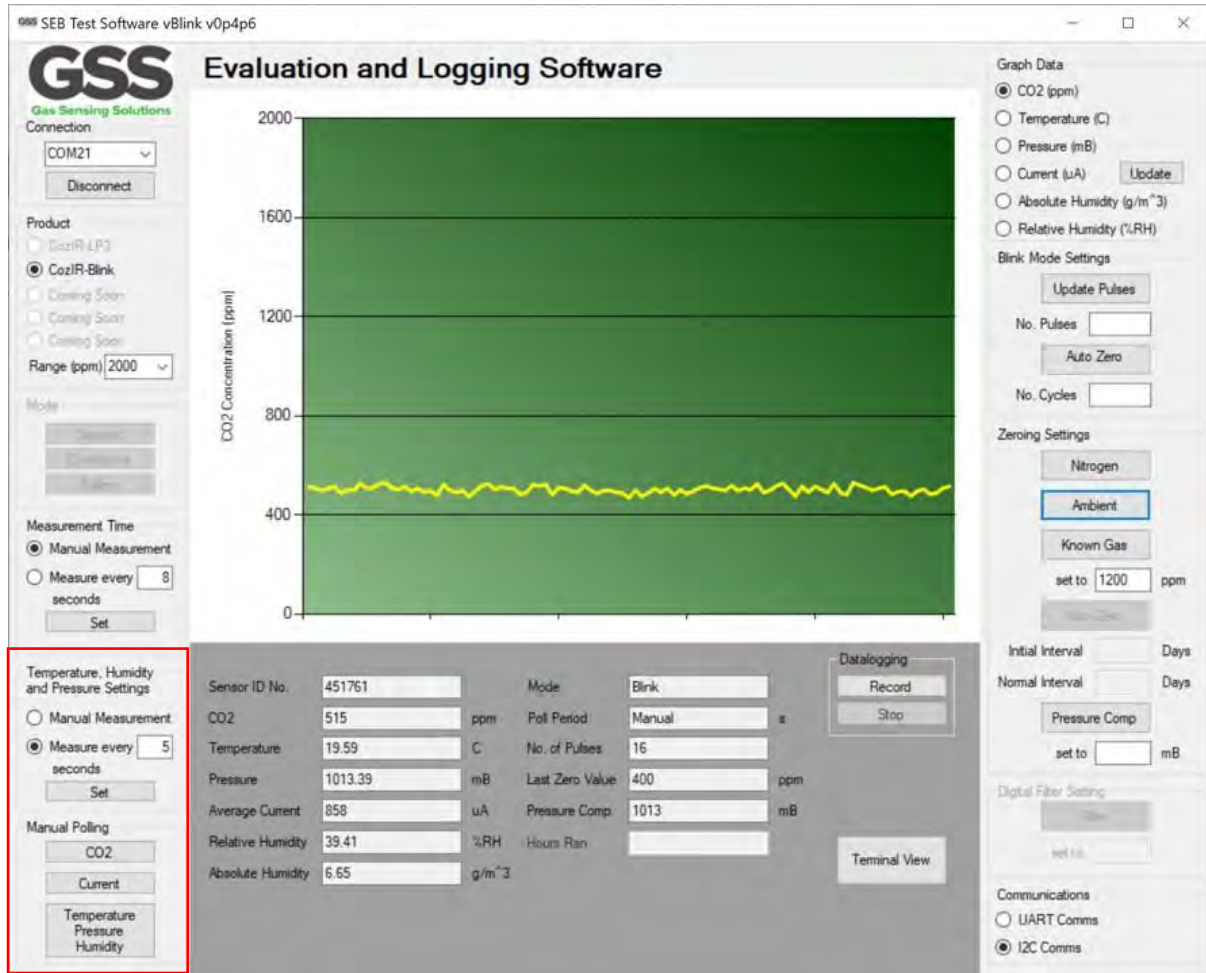 GSS SEB Test Software vBlink v0p4p6
GSS
Gas Sensing Solutions
Evaluation and Logging Software
Connection
COM21
Disconnect
Product
CozIR-LP3
CozIR-Blink
Coming Soon
Coming Soon
Coming Soon
Range (ppm) 2000
Mode
Measurement Time
Manual Measurement
Measure every 8
seconds
Set
Temperature, Humidity
and Pressure Settings
Manual Measurement
Measure every 5
seconds
Set
Manual Polling
CO2
Current
Temperature
Pressure
Humidity
CO2 Concentration (ppm)
2000
1600
1200
800
400
0
Sensor ID No. 451761
CO2 515 ppm
Temperature 19.59 C
Pressure 1013.39 mB
Average Current 858 uA
Relative Humidity 39.41 %RH
Absolute Humidity 6.65 g/m^3
Mode Blink
Poll Period Manual s
No. of Pulses 16
Last Zero Value 400 ppm
Pressure Comp. 1013 mB
Hours Ran
Datalogging
Record
Stop
Terminal View
Graph Data
CO2 (ppm)
Temperature (C)
Pressure (mB)
Current (uA) Update
Absolute Humidity (g/m^3)
Relative Humidity (%RH)
Blink Mode Settings
Update Pulses
No. Pulses
Auto Zero
No. Cycles
Zeroing Settings
Nitrogen
Ambient
Known Gas
set to 1200 ppm
Initial Interval Days
Normal Interval Days
Pressure Comp
set to mB
Digital Filter Setting
set to
Communications
UART Comms
I2C Comms